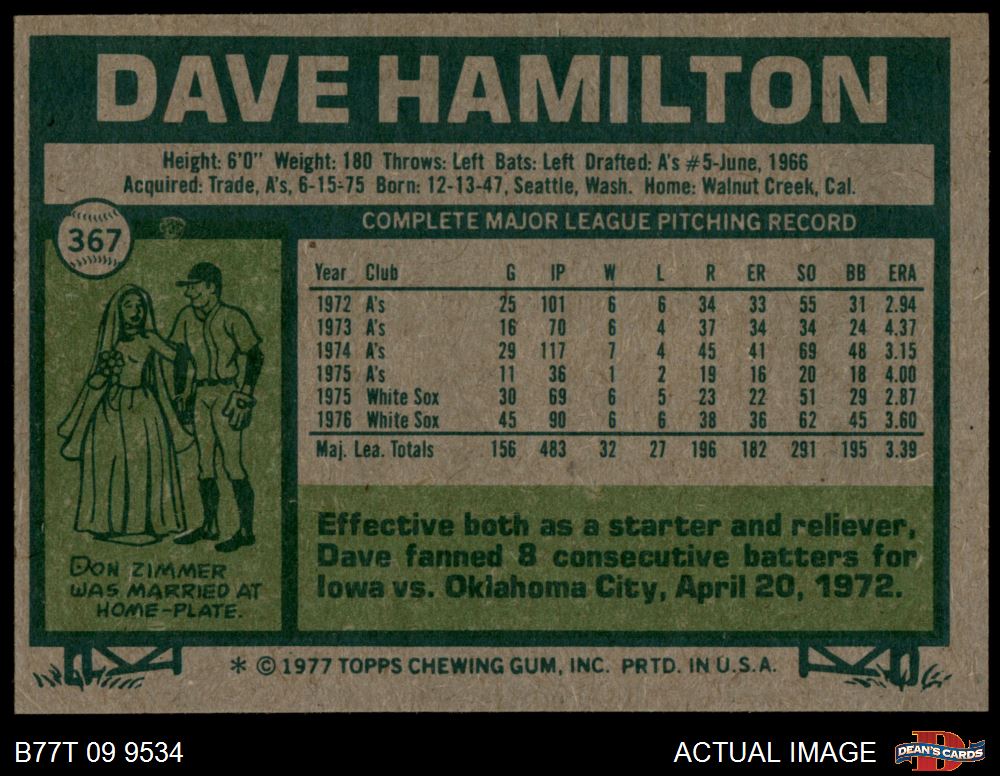 DAVE HAMILTON
Height: 6'0" Weight: 180 Throws: Left Bats: Left Drafted: A's #5-June, 1966
Acquired: Trade, A's, 6-15-75 Born: 12-13-47, Seattle, Wash. Home: Walnut Creek, Cal.
367
COMPLETE MAJOR LEAGUE PITCHING RECORD
Year Club G IP W L R ER SO BB ERA
1972 A's 25 101 6 6 34 33 55 31 2.94
1973 A's 16 70 6 4 37 34 34 24 4.37
1974 A's 29 117 7 4 45 41 69 48 3.15
1975 A's 11 36 1 2 19 16 20 18 4.00
1975 White Sox 30 69 6 5 23 22 51 29 2.87
1976 White Sox 45 90 6 6 38 36 62 45 3.60
Maj. Lea. Totals 156 483 32 27 196 182 291 195 3.39
Effective both as a starter and reliever,
Dave fanned 8 consecutive batters for
Iowa vs. Oklahoma City, April 20, 1972.
DON ZIMMER
WAS MARRIED AT
HOME-PLATE.
* © 1977 TOPPS CHEWING GUM, INC. PRTD. IN U.S.A.
B77T 09 9534
ACTUAL IMAGE
DEAN'S CARDS